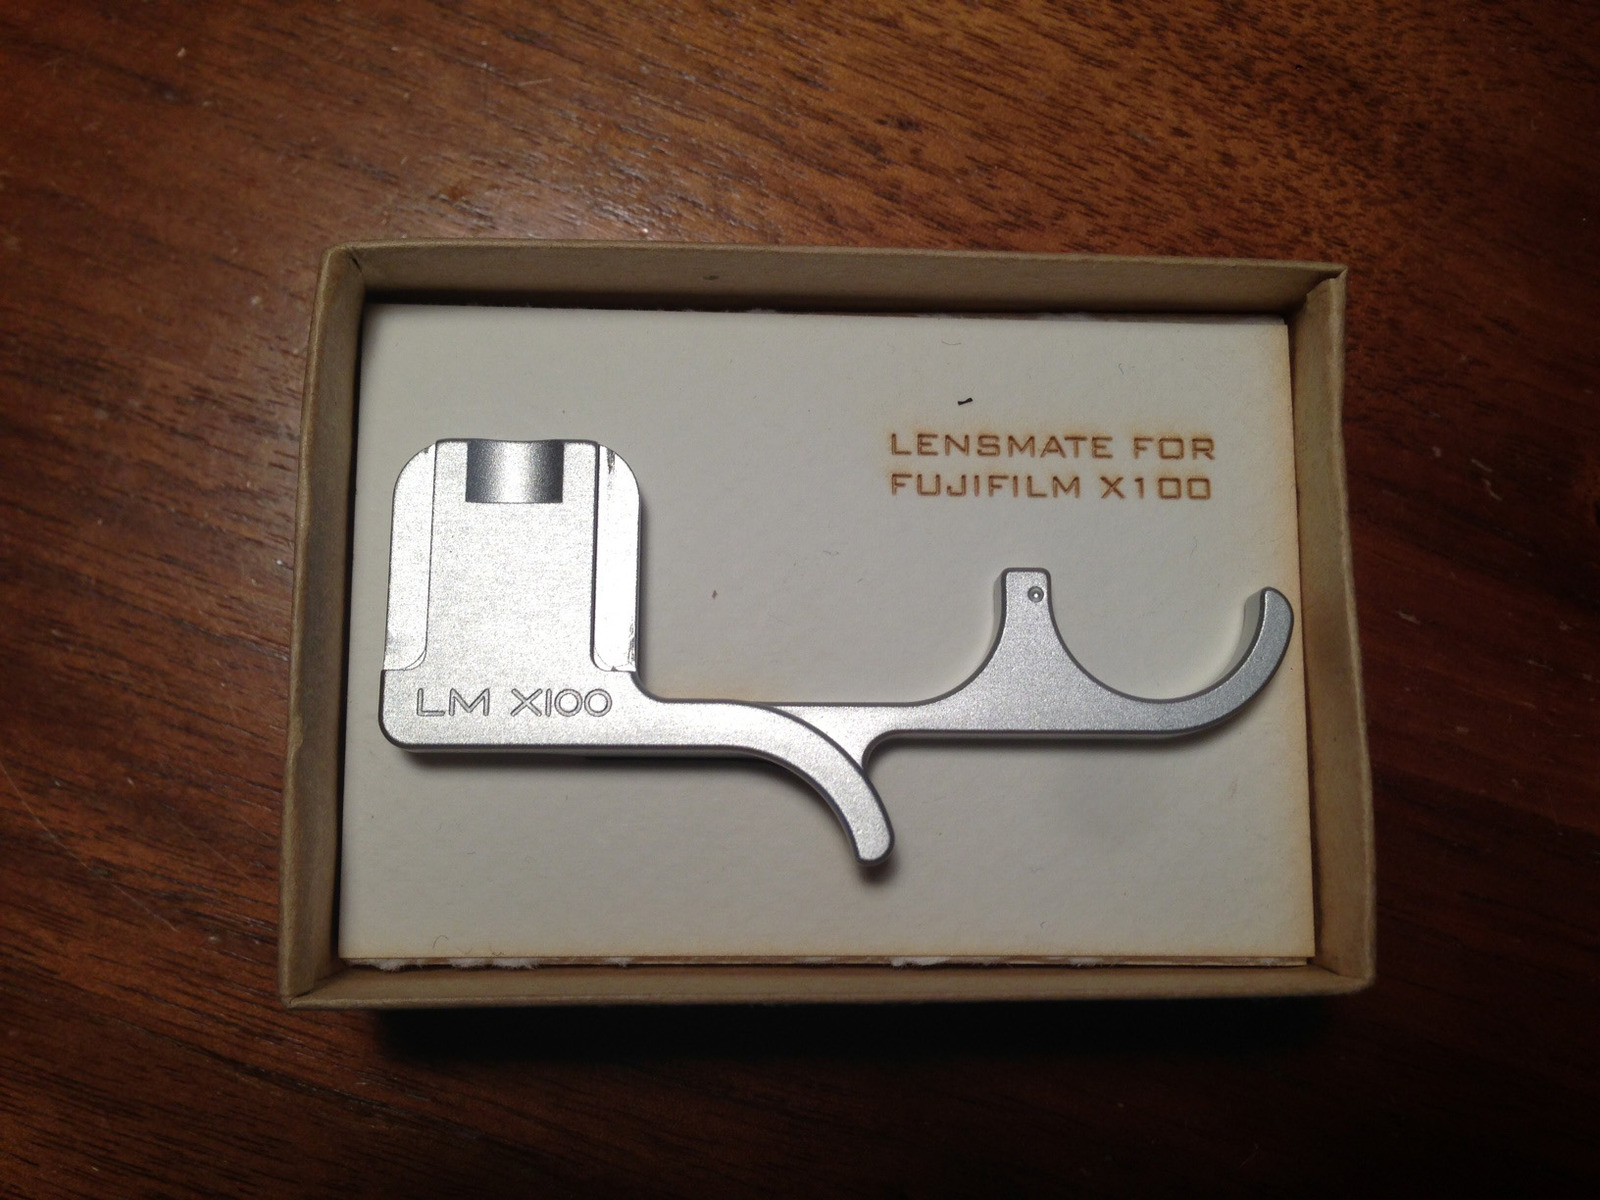 LENSMATE FOR
FUJIFILM X100
LM X100